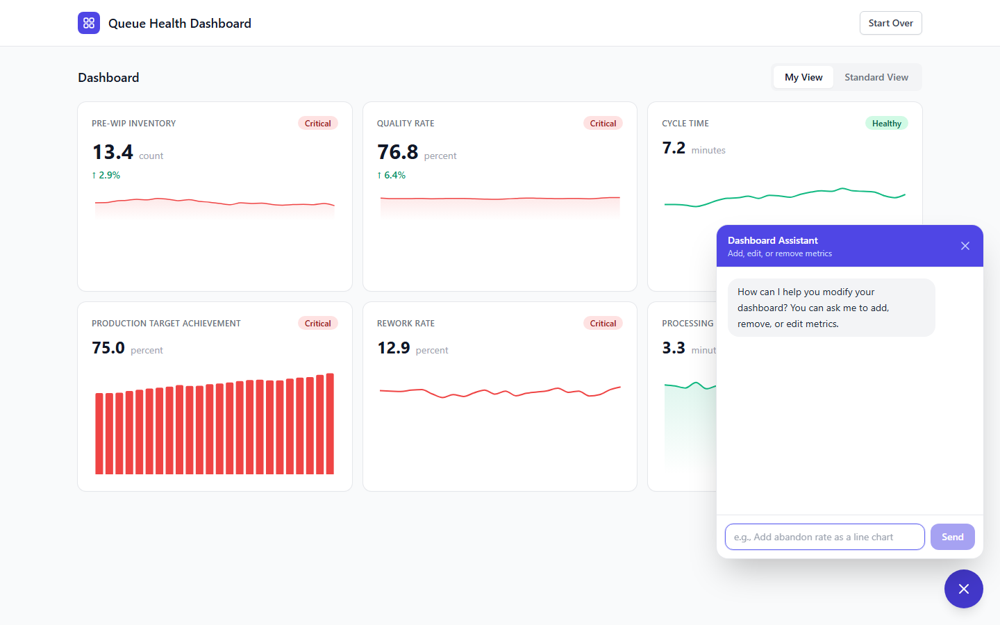 Queue Health Dashboard
Start Over
Dashboard
My View
Standard View
PRE-WIP INVENTORY
Critical
13.4 count
↑ 2.9%
QUALITY RATE
Critical
76.8 percent
↑ 6.4%
CYCLE TIME
Healthy
7.2 minutes
PRODUCTION TARGET ACHIEVEMENT
Critical
75.0 percent
REWORK RATE
Critical
12.9 percent
PROCESSING
3.3
Dashboard Assistant
Add, edit, or remove metrics
How can I help you modify your
dashboard? You can ask me to add,
remove, or edit metrics.
e.g., Add abandon rate as a line chart
Send